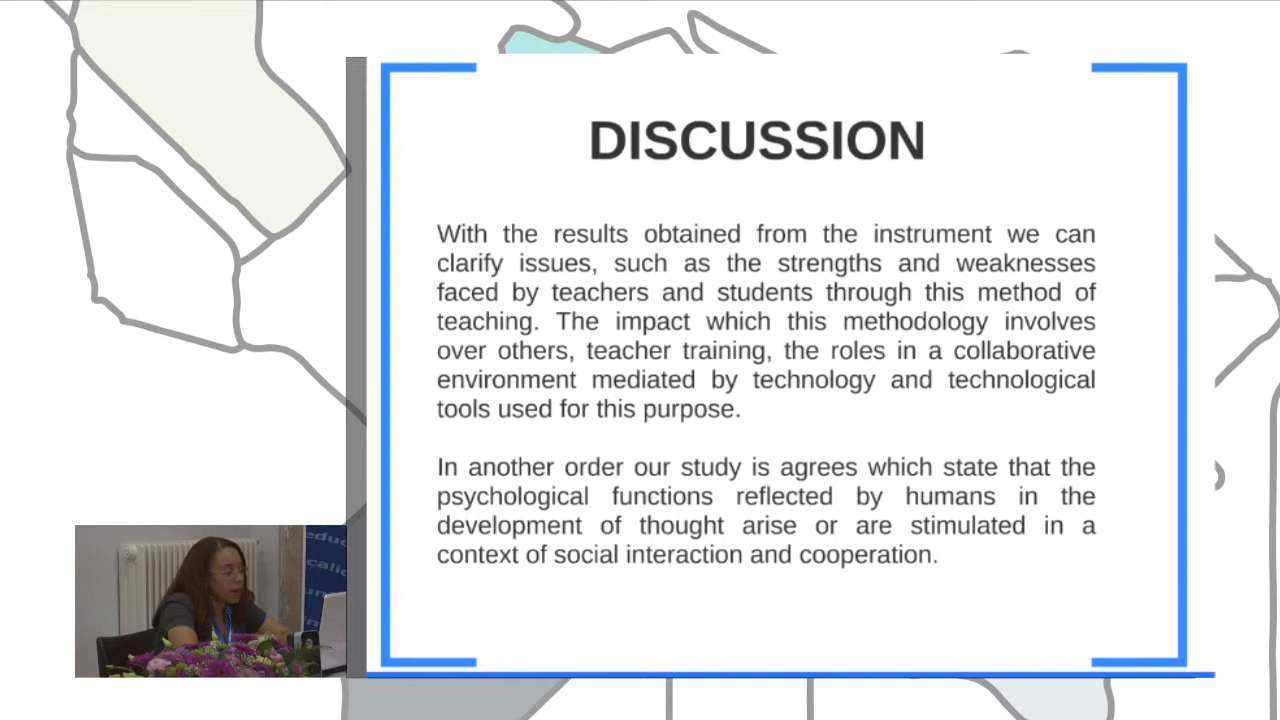 DISCUSSION
With the results obtained from the instrument we can
clarify issues, such as the strengths and weaknesses
faced by teachers and students through this method of
teaching. The impact which this methodology involves
over others, teacher training, the roles in a collaborative
environment mediated by technology and technological
tools used for this purpose.
In another order our study is agrees which state that the
psychological functions reflected by humans in the
development of thought arise or are stimulated in a
context of social interaction and cooperation.